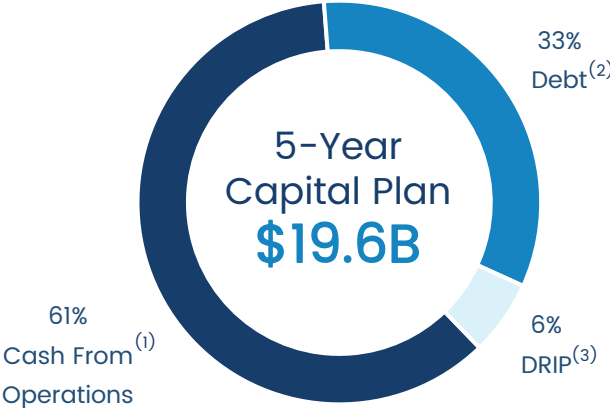 33%
Debt(2)
5-Year
Capital Plan
$19.6B
61%
Cash From(1)
Operations
6%
DRIP(3)